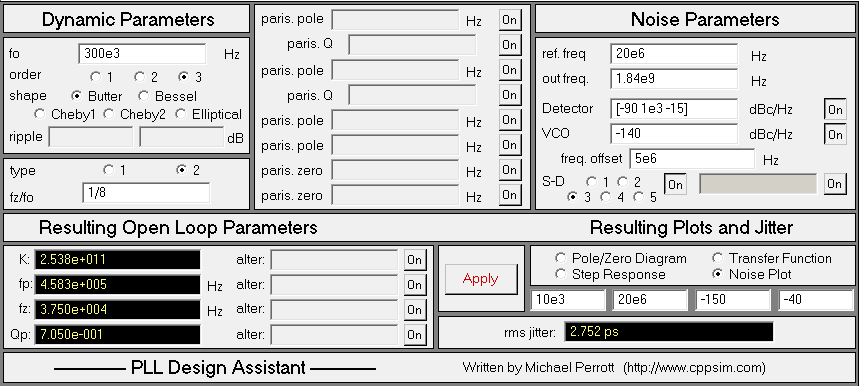 Dynamic Parameters
fo 300e3 Hz
order 1 2 3
shape Butter Bessel
Cheby1 Cheby2 Elliptical
ripple dB
type 1 2
fz/fo 1/8
paris. pole Hz On
paris. Q On
paris. pole Hz On
paris. Q On
paris. pole Hz On
paris. pole Hz On
paris. zero Hz On
paris. zero Hz On
Noise Parameters
ref. freq 20e6 Hz
out freq. 1.84e9 Hz
Detector [-90 1e3 -15] dBc/Hz On
VCO -140 dBc/Hz On
freq. offset 5e6 Hz
S-D 1 2 On On
3 4 5
Resulting Open Loop Parameters
K: 2.538e+011 alter: On
fp: 4.583e+005 Hz alter: On
fz: 3.750e+004 Hz alter: On
Qp: 7.050e-001 alter: On
Resulting Plots and Jitter
Apply
Pole/Zero Diagram Transfer Function
Step Response Noise Plot
10e3 20e6 -150 -40
rms jitter: 2.752 ps
PLL Design Assistant
Written by Michael Perrott (http://www.cppsim.com)